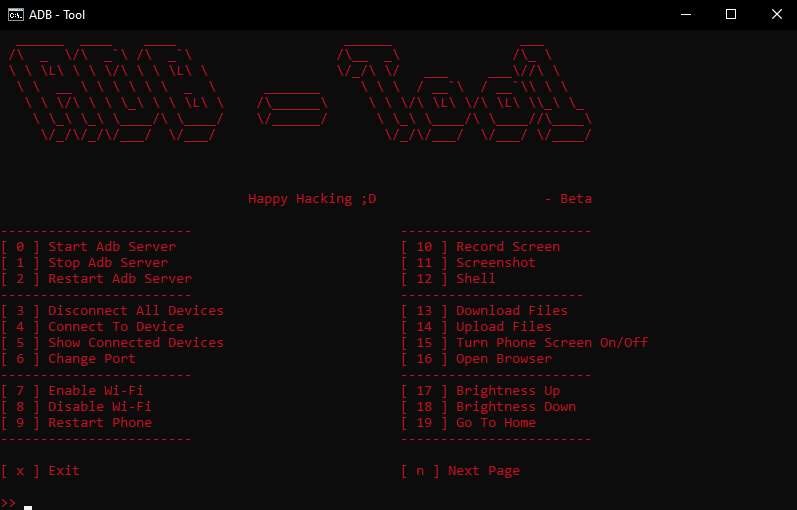 ADB - Tool
ADB - Tool
Happy Hacking ;D - Beta
------------------------ ------------------------
[ 0 ] Start Adb Server [ 10 ] Record Screen
[ 1 ] Stop Adb Server [ 11 ] Screenshot
[ 2 ] Restart Adb Server [ 12 ] Shell
------------------------ -----------------------
[ 3 ] Disconnect All Devices [ 13 ] Download Files
[ 4 ] Connect To Device [ 14 ] Upload Files
[ 5 ] Show Connected Devices [ 15 ] Turn Phone Screen On/Off
[ 6 ] Change Port [ 16 ] Open Browser
------------------------ ------------------------
[ 7 ] Enable Wi-Fi [ 17 ] Brightness Up
[ 8 ] Disable Wi-Fi [ 18 ] Brightness Down
[ 9 ] Restart Phone [ 19 ] Go To Home
------------------------ ------------------------
[ x ] Exit [ n ] Next Page
>>